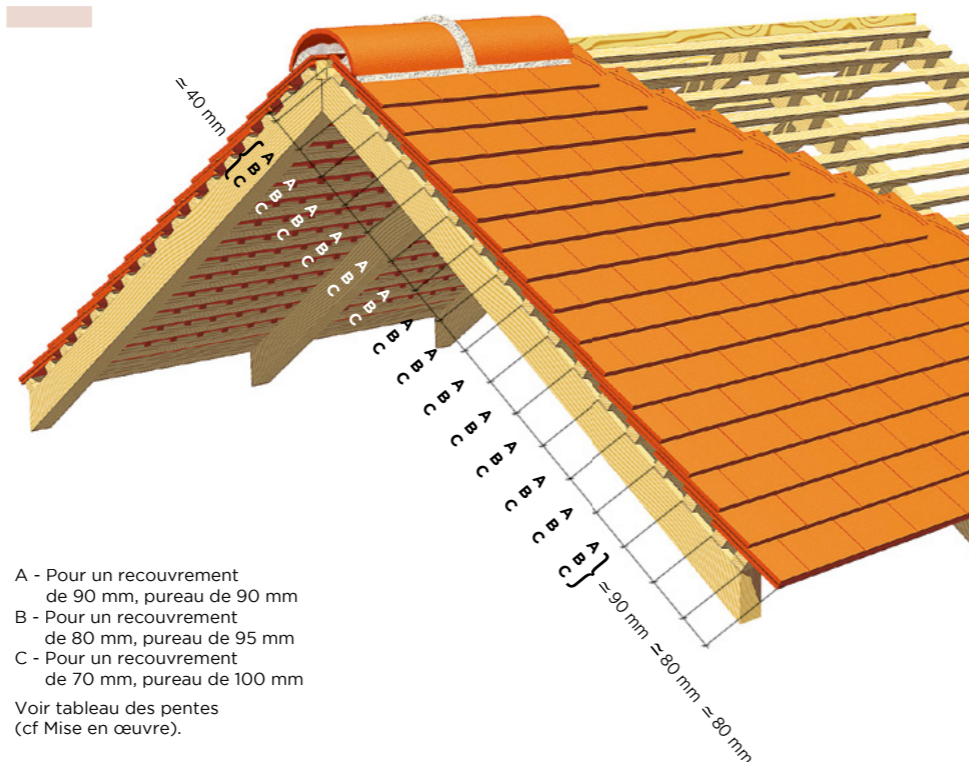 ≃ 40 mm
A B C
A B C
A B C
A B C
A B C
A B C
A B C
A B C
A B C
A B C
A B C
A B C
A B C
A B C
≃ 90 mm ≃ 80 mm ≃ 80 mm
A - Pour un recouvrement
de 90 mm, pureau de 90 mm
B - Pour un recouvrement
de 80 mm, pureau de 95 mm
C - Pour un recouvrement
de 70 mm, pureau de 100 mm
Voir tableau des pentes
(cf Mise en œuvre).